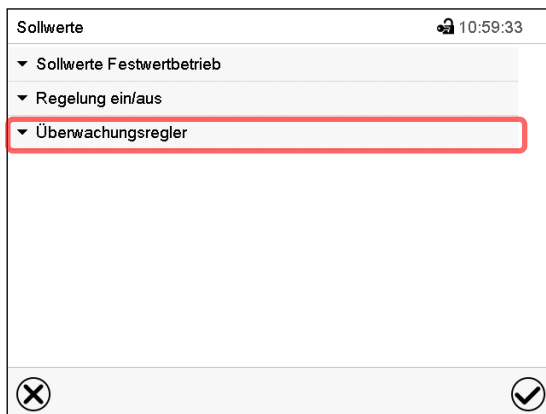 Sollwerte 10:59:33
Sollwerte Festwertbetrieb
Regelung ein/aus
Überwachungsregler